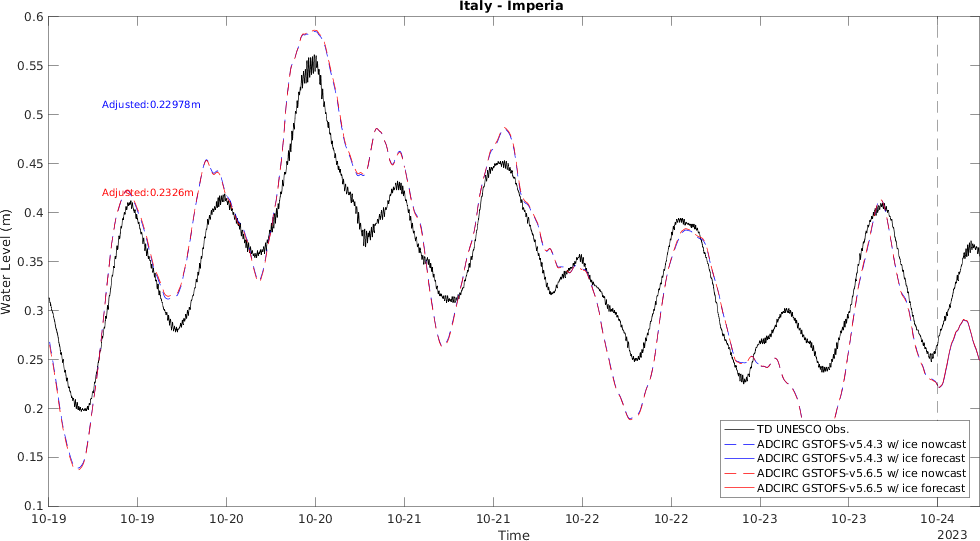 Italy - Imperia
0.6
0.55
0.5
0.45
0.4
0.35
0.3
0.25
0.2
0.15
0.1
Water Level (m)
Adjusted:0.22978m
Adjusted:0.2326m
TD UNESCO Obs.
ADCIRC GSTOFS-v5.4.3 w/ ice nowcast
ADCIRC GSTOFS-v5.4.3 w/ ice forecast
ADCIRC GSTOFS-v5.6.5 w/ ice nowcast
ADCIRC GSTOFS-v5.6.5 w/ ice forecast
10-19 10-19 10-20 10-20 10-21 10-21 10-22 10-22 10-23 10-23 10-24
Time 2023